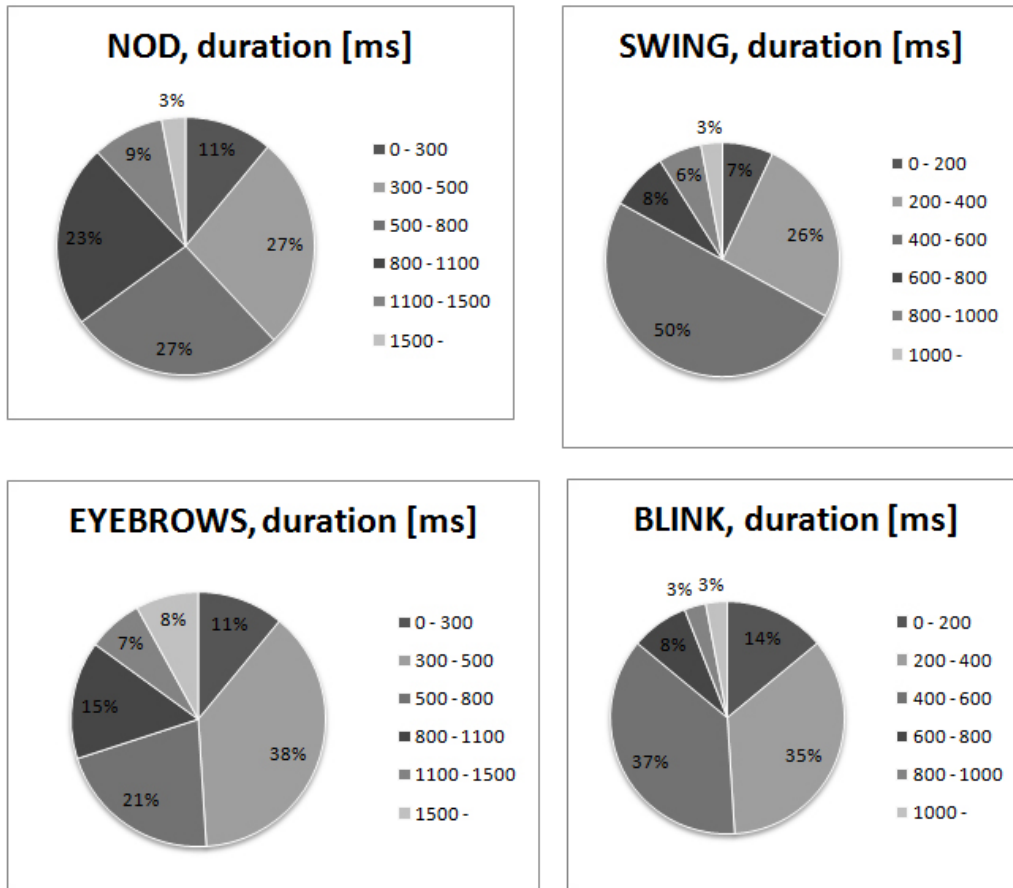 NOD, duration [ms]
3%
11%
9%
27%
23%
27%
0 - 300
300 - 500
500 - 800
800 - 1100
1100 - 1500
1500 -
SWING, duration [ms]
3%
7%
6%
8%
26%
50%
0 - 200
200 - 400
400 - 600
600 - 800
800 - 1000
1000 -
EYEBROWS, duration [ms]
8%
11%
7%
15%
38%
21%
0 - 300
300 - 500
500 - 800
800 - 1100
1100 - 1500
1500 -
BLINK, duration [ms]
3%
3%
14%
8%
35%
37%
0 - 200
200 - 400
400 - 600
600 - 800
800 - 1000
1000 -